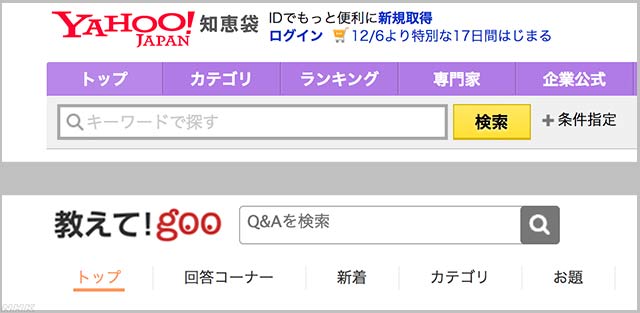 YAHOO! JAPAN 知恵袋
IDでもっと便利に新規取得
ログイン 12/6より特別な17日間はじまる
トップ カテゴリ ランキング 専門家 企業公式
キーワードで探す 検索 +条件指定
教えて!goo Q&Aを検索
トップ 回答コーナー 新着 カテゴリ お題
NHK